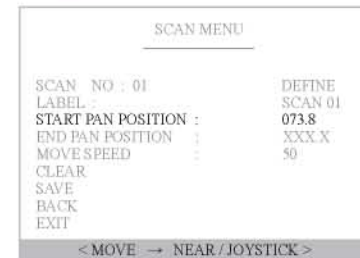 SCAN MENU
SCAN NO : 01 DEFINE
LABEL : SCAN 01
START PAN POSITION : 073.8
END PAN POSITION : XXX.X
MOVE SPEED : 50
CLEAR
SAVE
BACK
EXIT
< MOVE → NEAR / JOYSTICK >